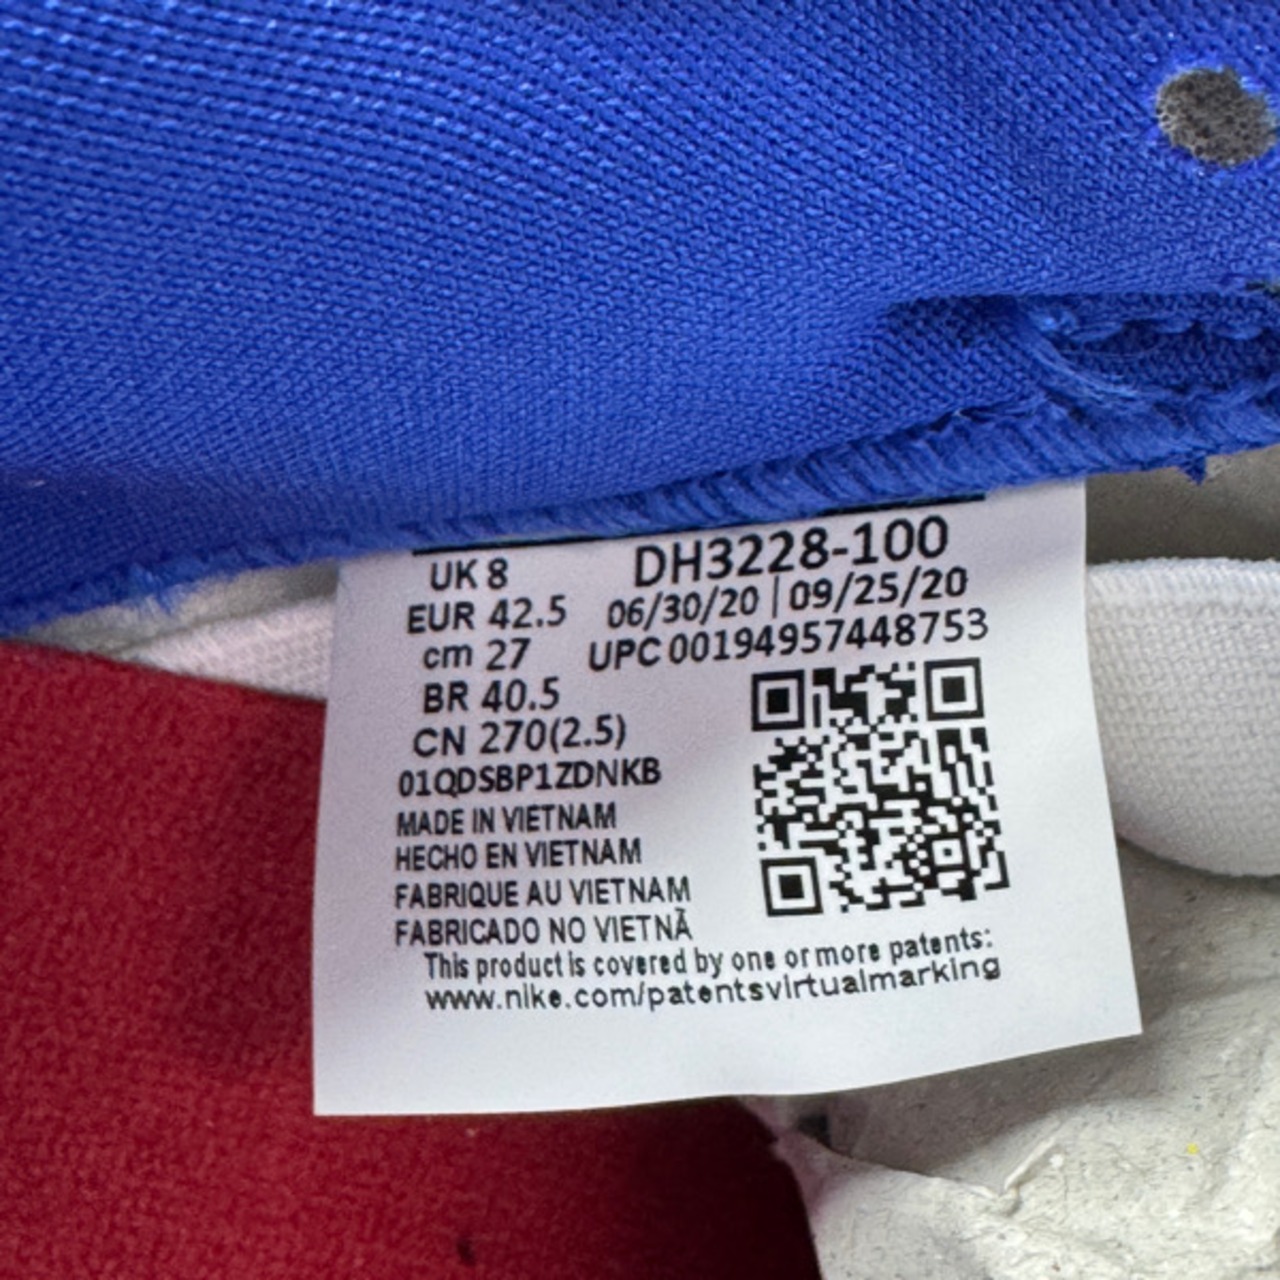 UK 8
EUR 42.5
cm 27
BR 40.5
CN 270(2.5)
01QDSBP1ZDNKB
DH3228-100
06/30/20 | 09/25/20
UPC 00194957448753
MADE IN VIETNAM
HECHO EN VIETNAM
FABRIQUE AU VIETNAM
FABRICADO NO VIETNÃ
This product is covered by one or more patents:
www.nike.com/patentsvirtualmarking